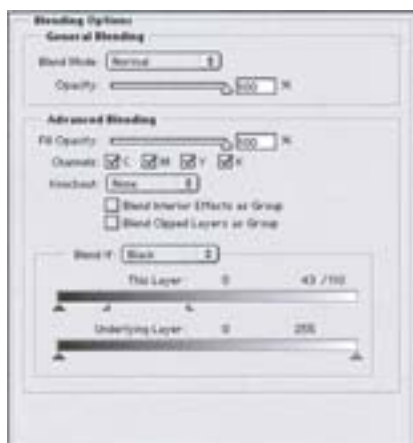 Blending Options
General Blending
Blend Mode: Normal
Opacity: 100 %
Advanced Blending
Fill Opacity: 100 %
Channels: C M Y K
Knockout: None
Blend Interior Effects as Group
Blend Clipped Layers as Group
Blend If: Black
This Layer: 0 43 / 110
Underlying Layer: 0 255